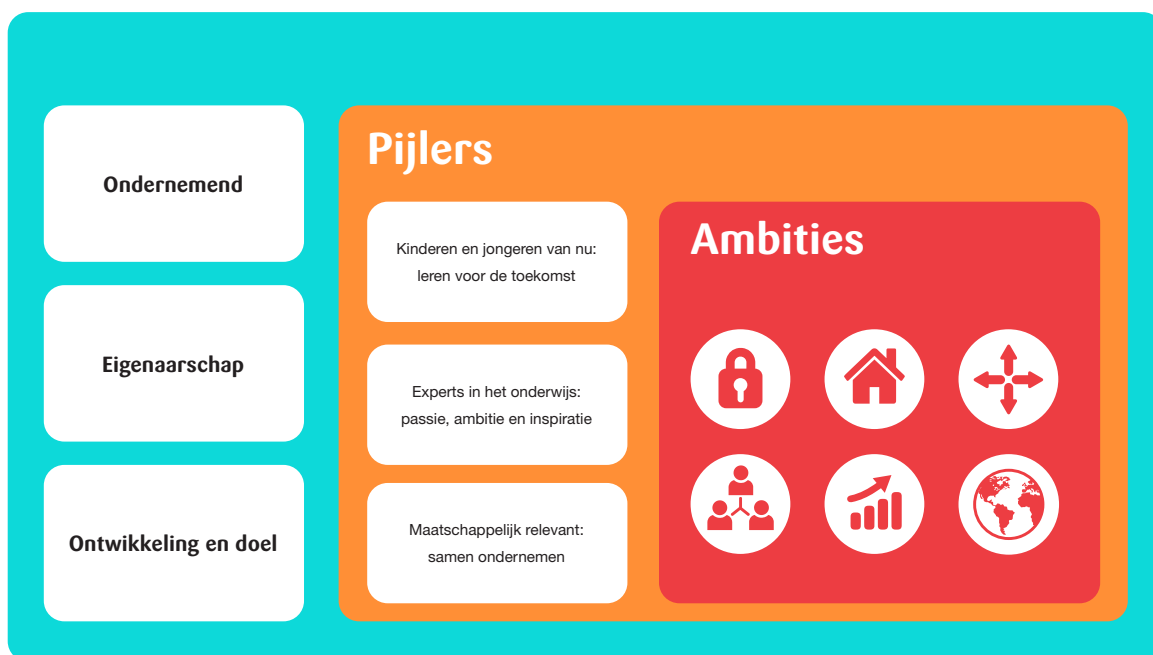 Ondernemend
Eigenaarschap
Ontwikkeling en doel
Pijlers
Kinderen en jongeren van nu:
leren voor de toekomst
Experts in het onderwijs:
passie, ambitie en inspiratie
Maatschappelijk relevant:
samen ondernemen
Ambities